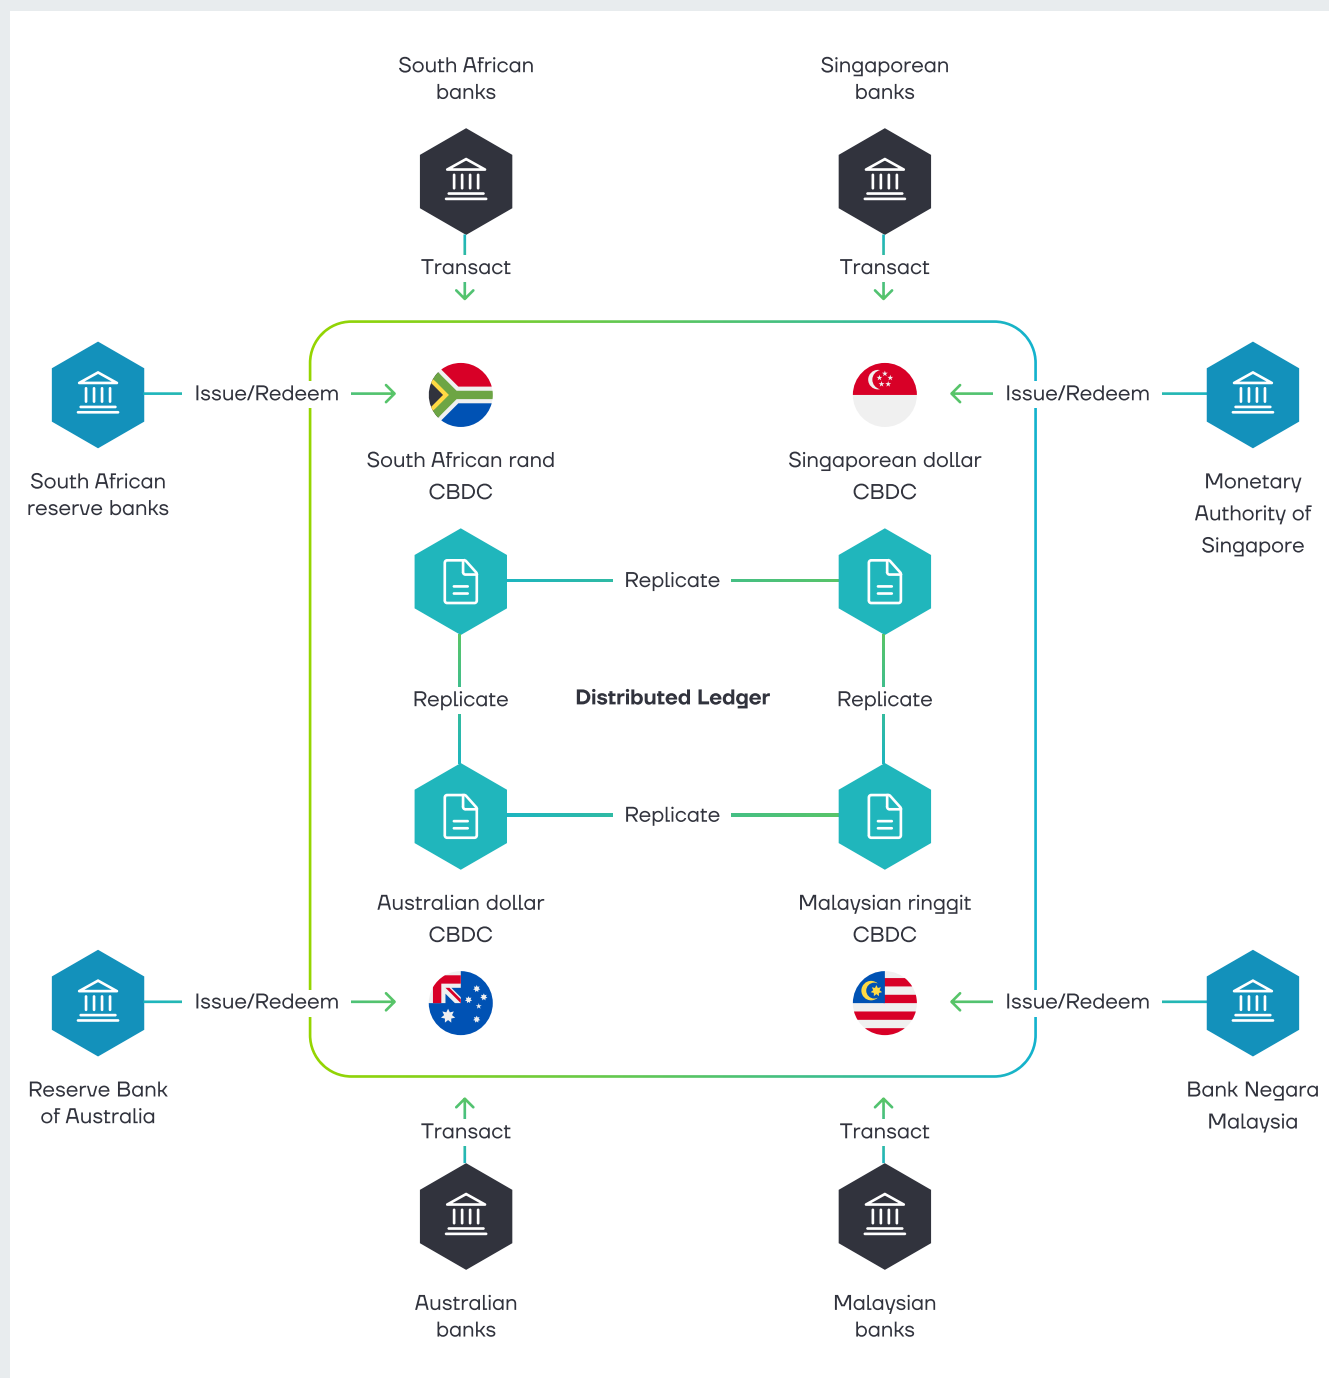 South African
banks
Singaporean
banks
Transact
Transact
Issue/Redeem
Issue/Redeem
South African rand
CBDC
Singaporean dollar
CBDC
South African
reserve banks
Monetary
Authority of
Singapore
Replicate
Replicate
Distributed Ledger
Replicate
Replicate
Australian dollar
CBDC
Malaysian ringgit
CBDC
Issue/Redeem
Issue/Redeem
Reserve Bank
of Australia
Bank Negara
Malaysia
Transact
Transact
Australian
banks
Malaysian
banks